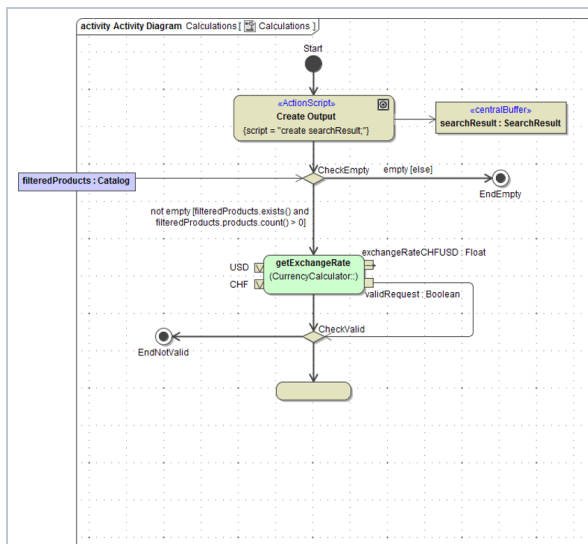 activity Activity Diagram Calculations [ Calculations ]
Start
«ActionScript»
Create Output
{script = "create searchResult;"}
«centralBuffer»
searchResult : SearchResult
CheckEmpty
empty [else]
filteredProducts : Catalog
EndEmpty
not empty [filteredProducts.exists() and
filteredProducts.products.count() > 0]
getExchangeRate
(CurrencyCalculator::)
exchangeRateCHFUSD : Float
USD
CHF
validRequest : Boolean
CheckValid
EndNotValid